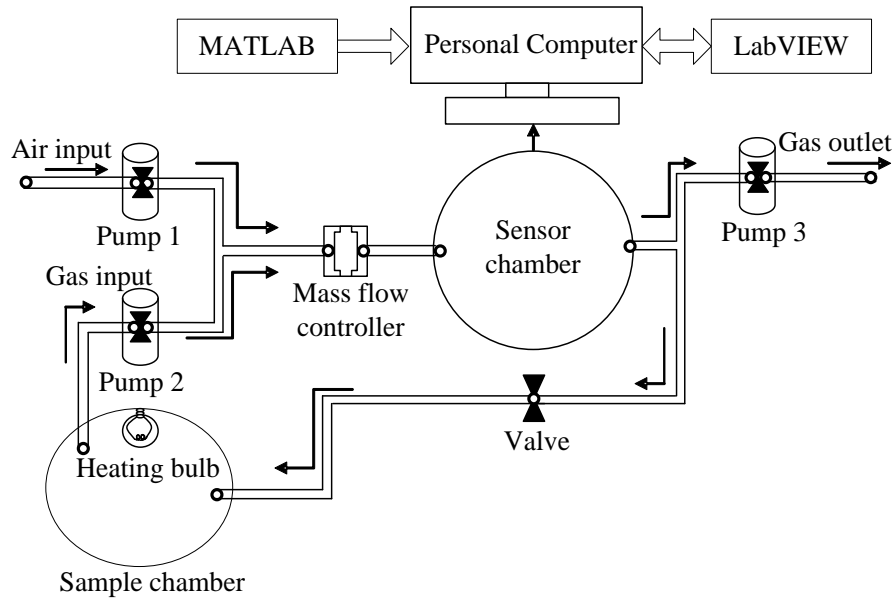 MATLAB
Personal Computer
LabVIEW
Air input
Gas outlet
Pump 1
Sensor
chamber
Pump 3
Gas input
Mass flow
controller
Pump 2
Valve
Heating bulb
Sample chamber